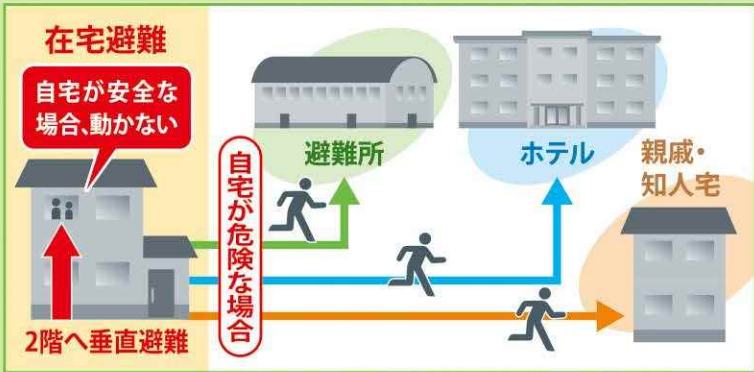 在宅避難
自宅が安全な
場合、動かない
2階へ垂直避難
自宅が危険な場合
避難所
ホテル
親戚・
知人宅